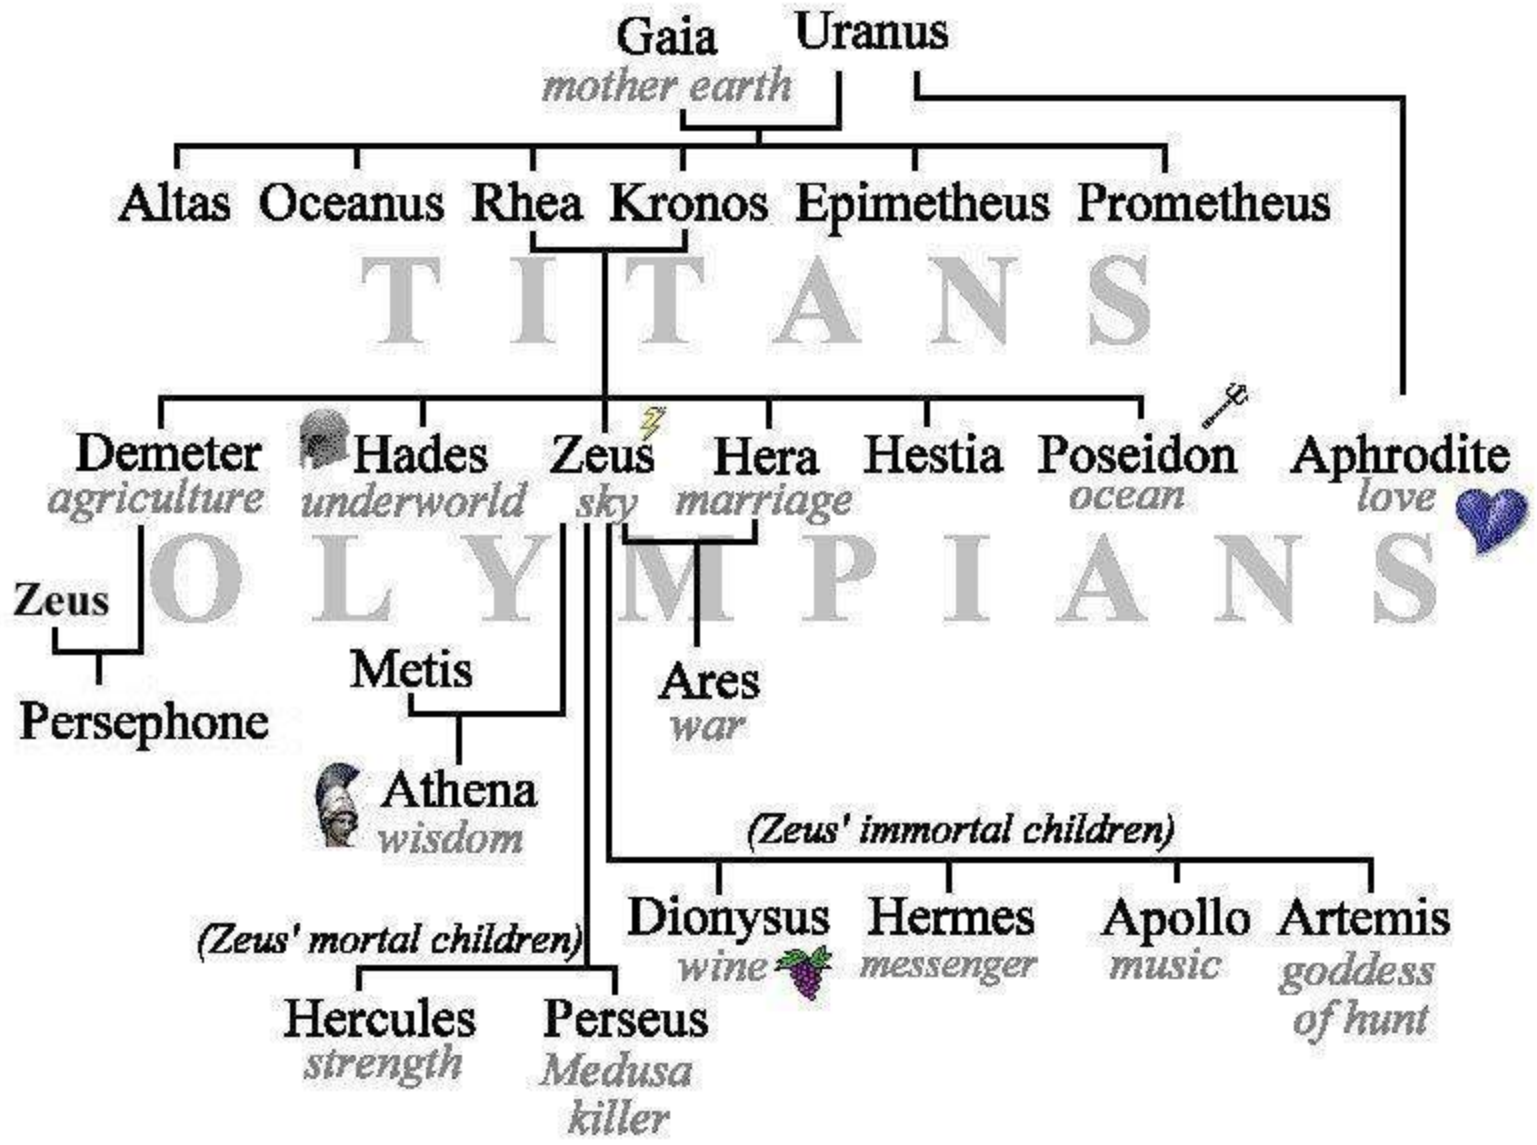 Gaia Uranus
mother earth
Altas Oceanus Rhea Kronos Epimetheus Prometheus
TITANS
Demeter Hades Zeus Hera Hestia Poseidon Aphrodite
agriculture underworld sky marriage ocean love
OLYMPIANS
Zeus
Metis
Ares
Persephone
war
Athena
wisdom
(Zeus' immortal children)
Dionysus Hermes Apollo Artemis
(Zeus' mortal children)
wine messenger music goddess
of hunt
Hercules Perseus
strength Medusa
killer